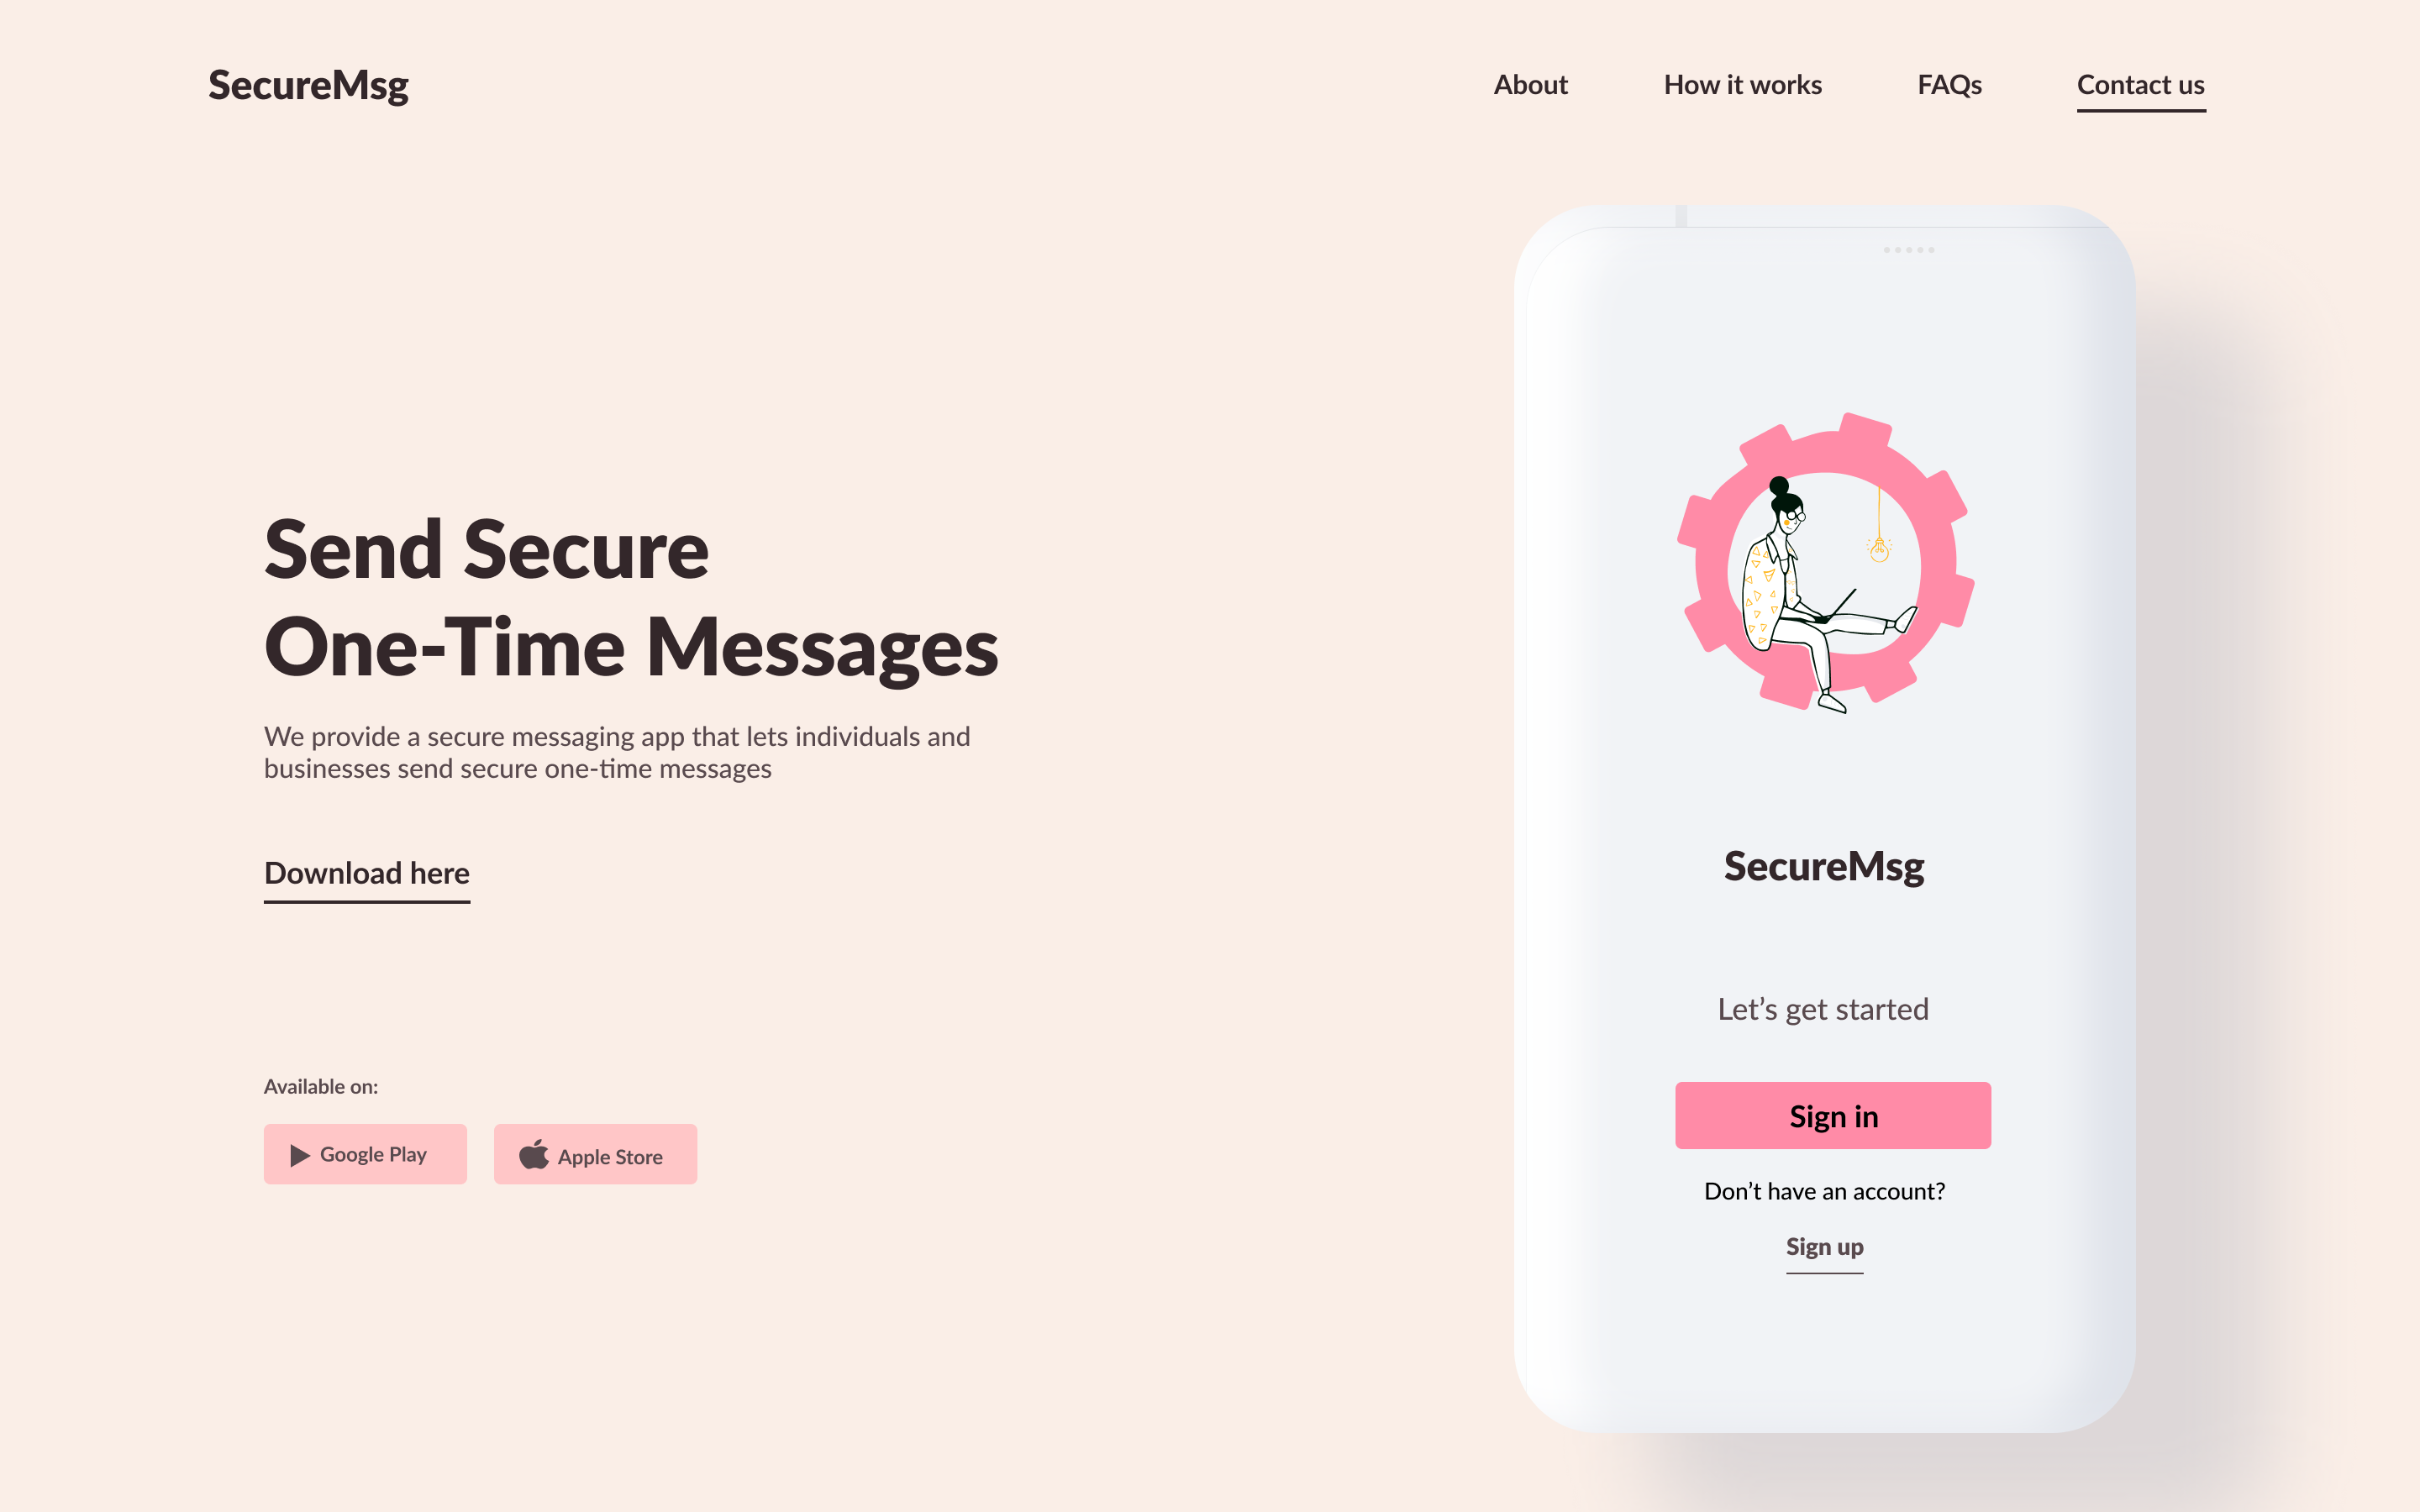 SecureMsg
About
How it works
FAQs
Contact us
Send Secure
One-Time Messages
We provide a secure messaging app that lets individuals and
businesses send secure one-time messages
Download here
Available on:
Google Play
Apple Store
SecureMsg
Let’s get started
Sign in
Don’t have an account?
Sign up